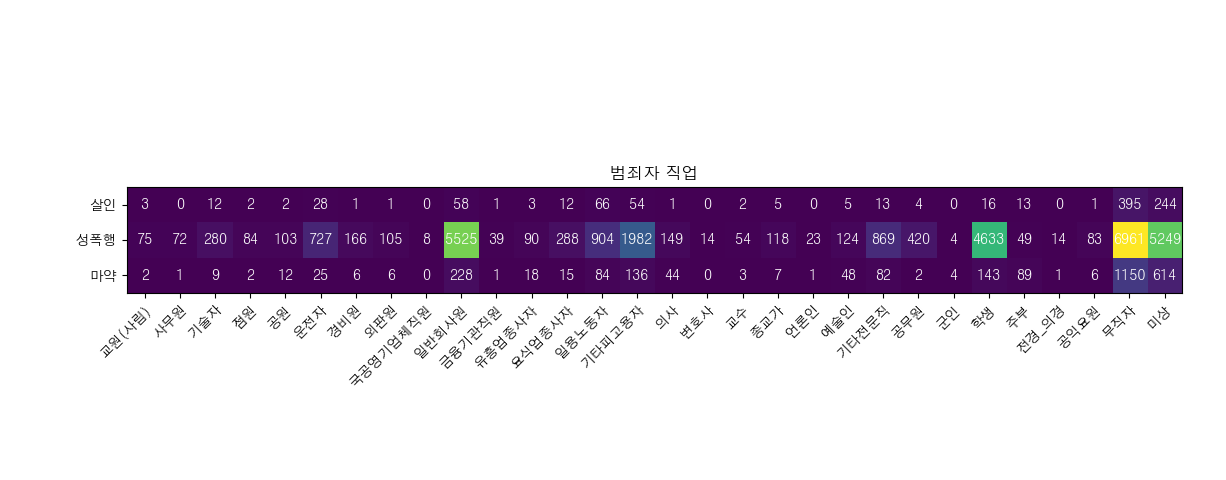 범죄자 직업
살인 3 0 12 2 2 28 1 1 0 58 1 3 12 66 54 1 0 2 5 0 5 13 4 0 16 13 0 1 395 244
성폭행 75 72 280 84 103 727 166 105 8 5525 39 90 288 904 1982 149 14 54 118 23 124 869 420 4 4633 49 14 83 6961 5249
마약 2 1 9 2 12 25 6 6 0 228 1 18 15 84 136 44 0 3 7 1 48 82 2 4 143 89 1 6 1150 614
교원(사립) 사무원 기술자 점원 공원 운전자 경비원 외판원 국공영기업체직원 일반회사원 금융기관직원 유흥업종사자 요식업종사자 일용노동자 기타피고용자 의사 변호사 교수 종교가 언론인 예술인 기타전문직 공무원 군인 학생 주부 전경_의경 공익요원 무직자 미상